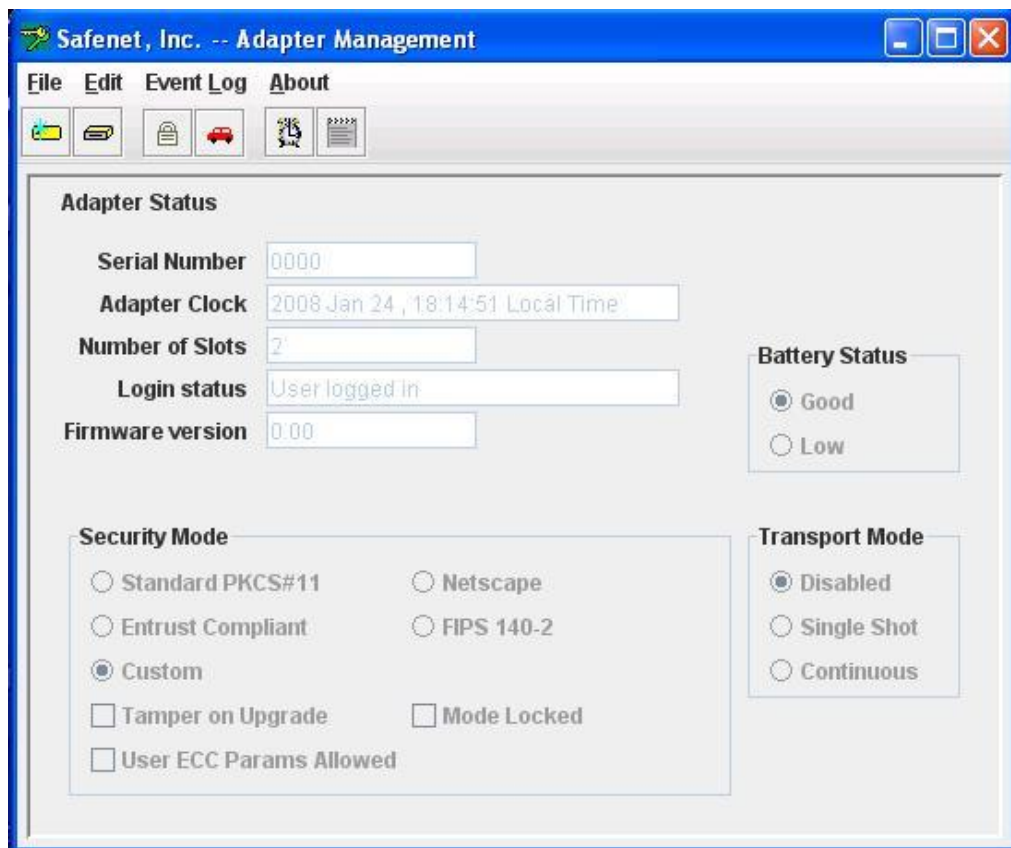 Safenet, Inc. -- Adapter Management
File Edit Event Log About
Adapter Status
Serial Number 0000
Adapter Clock 2008 Jan 24 , 18:14:51 Local Time
Number of Slots 2
Login status User logged in
Firmware version 0.00
Battery Status
Good
Low
Security Mode
Standard PKCS#11 Netscape
Entrust Compliant FIPS 140-2
Custom
Tamper on Upgrade Mode Locked
User ECC Params Allowed
Transport Mode
Disabled
Single Shot
Continuous